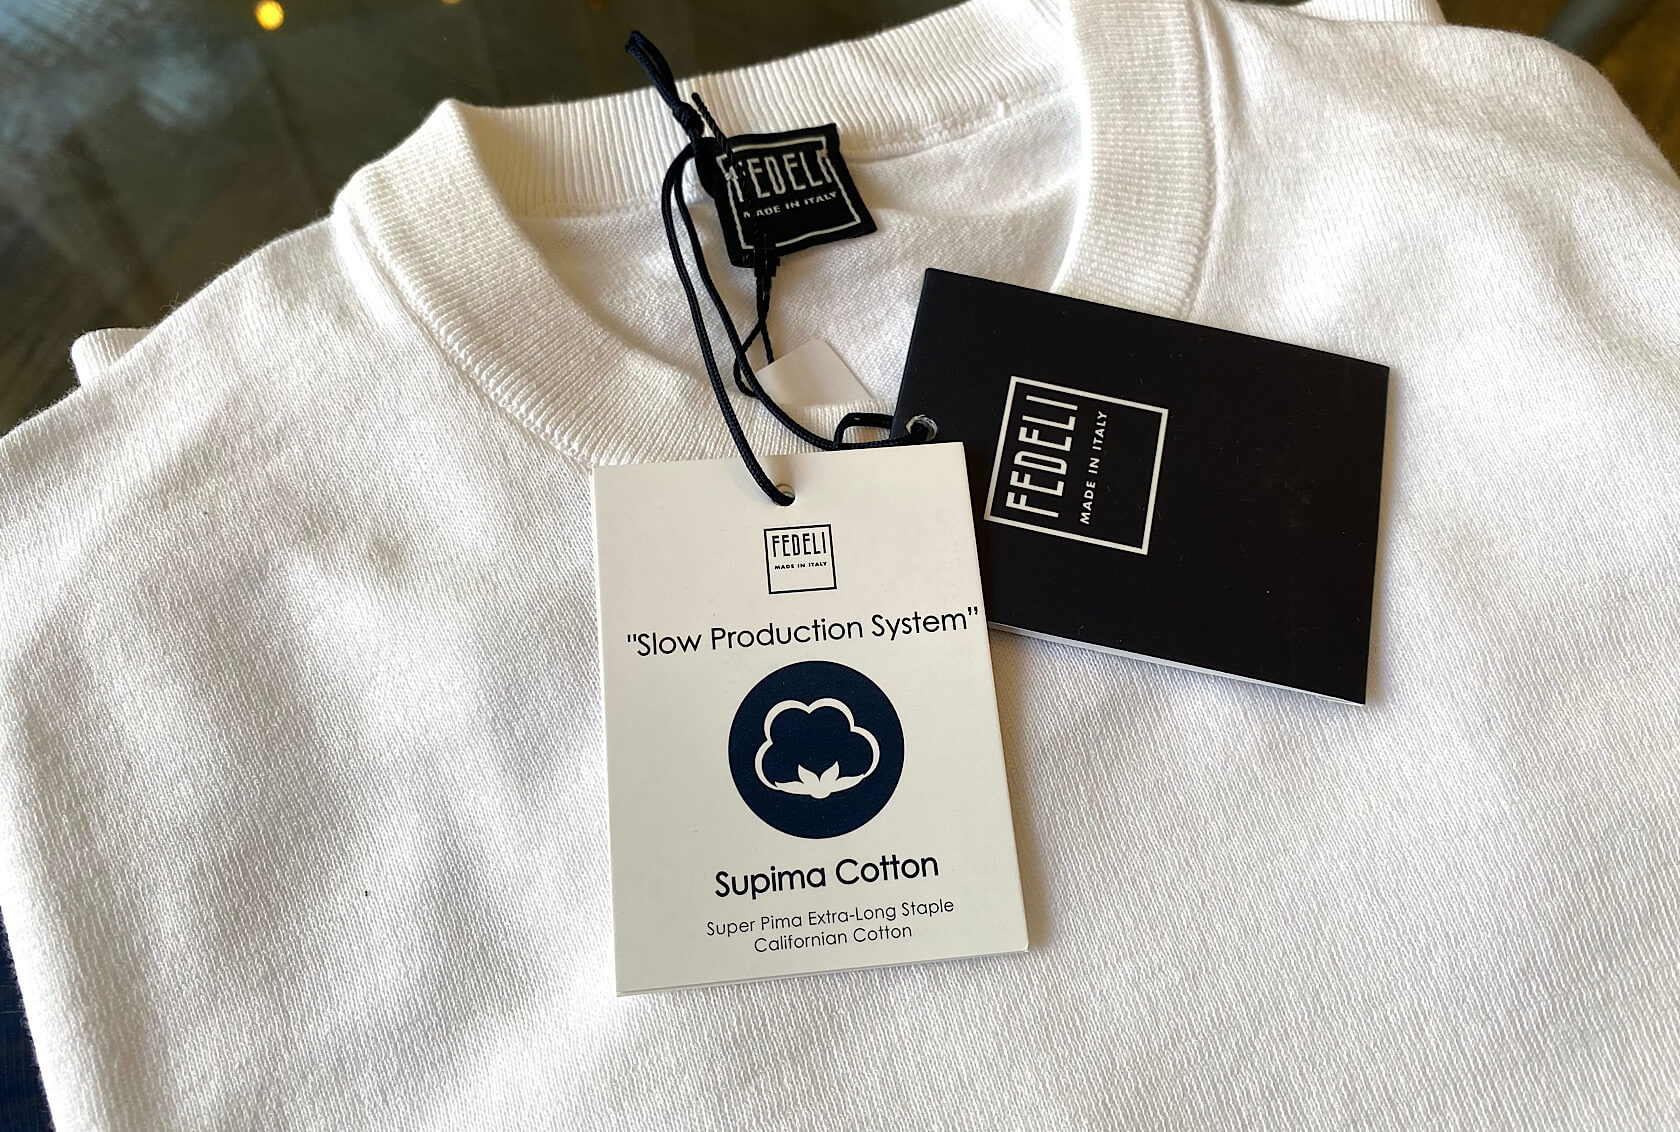 FEDELI
MADE IN ITALY
FEDELI
MADE IN ITALY
FEDELI
MADE IN ITALY
"Slow Production System”
Supima Cotton
Super Pima Extra-Long Staple
Californian Cotton